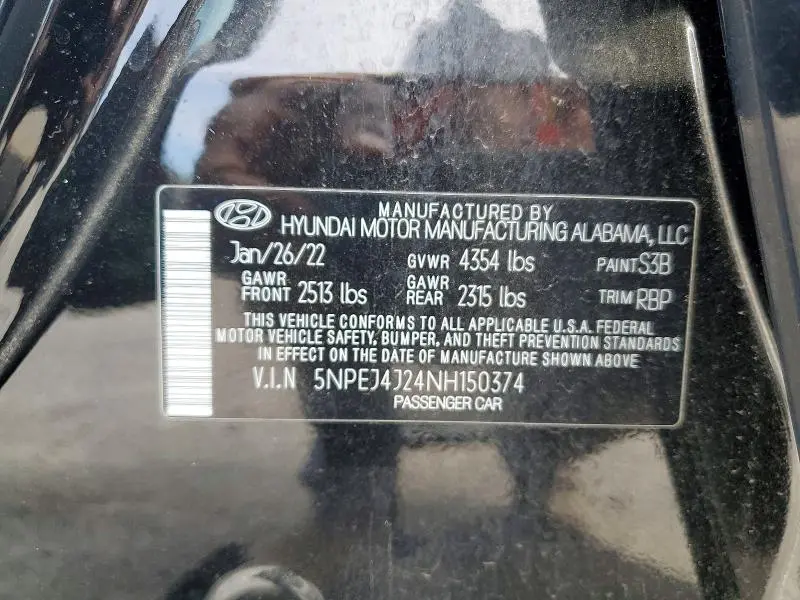 MANUFACTURED BY
HYUNDAI MOTOR MANUFACTURING ALABAMA, LLC
Jan/26/22 GVWR 4354 lbs PAINT S3B
GAWR FRONT 2513 lbs GAWR REAR 2315 lbs TRIM RBP
THIS VEHICLE CONFORMS TO ALL APPLICABLE U.S.A. FEDERAL
MOTOR VEHICLE SAFETY, BUMPER, AND THEFT PREVENTION STANDARDS
IN EFFECT ON THE DATE OF MANUFACTURE SHOWN ABOVE
V.I.N 5NPEJ4J24NH150374
PASSENGER CAR